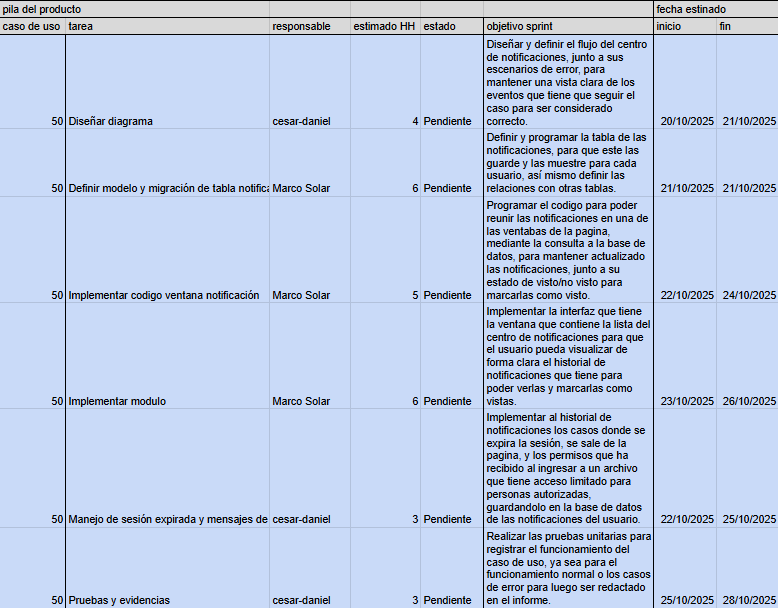 pila del producto fecha estinado
caso de uso tarea responsable estimado HH estado objetivo sprint inicio fin
Diseñar y definir el flujo del centro
de notificaciones, junto a sus
escenarios de error, para
mantener una vista clara de los
eventos que tiene que seguir el
caso para ser considerado
50 Diseñar diagrama cesar-daniel 4 Pendiente correcto. 20/10/2025 21/10/2025
Definir y programar la tabla de las
notificaciones, para que este las
guarde y las muestre para cada
usuario, así mismo definir las
50 Definir modelo y migración de tabla notifica Marco Solar 6 Pendiente relaciones con otras tablas. 21/10/2025 21/10/2025
Programar el codigo para poder
reunir las notificaciones en una de
las ventabas de la pagina,
mediante la consulta a la base de
datos, para mantener actualizado
las notificaciones, junto a su
estado de visto/no visto para
50 Implementar codigo ventana notificación Marco Solar 5 Pendiente marcarlas como visto. 22/10/2025 24/10/2025
Implementar la interfaz que tiene
la ventana que contiene la lista del
centro de notificaciones para que
el usuario pueda visualizar de
forma clara el historial de
notificaciones que tiene para
poder verlas y marcarlas como
50 Implementar modulo Marco Solar 6 Pendiente vistas. 23/10/2025 26/10/2025
Implementar al historial de
notificaciones los casos donde se
expira la sesión, se sale de la
pagina, y los permisos que ha
recibido al ingresar a un archivo
que tiene acceso limitado para
personas autorizadas,
guardandolo en la base de datos
50 Manejo de sesión expirada y mensajes de cesar-daniel 3 Pendiente de las notificaciones del usuario. 22/10/2025 25/10/2025
Realizar las pruebas unitarias para
registrar el funcionamiento del
caso de uso, ya sea para el
funcionamiento normal o los casos
de error para luego ser redactado
50 Pruebas y evidencias cesar-daniel 3 Pendiente en el informe. 25/10/2025 28/10/2025